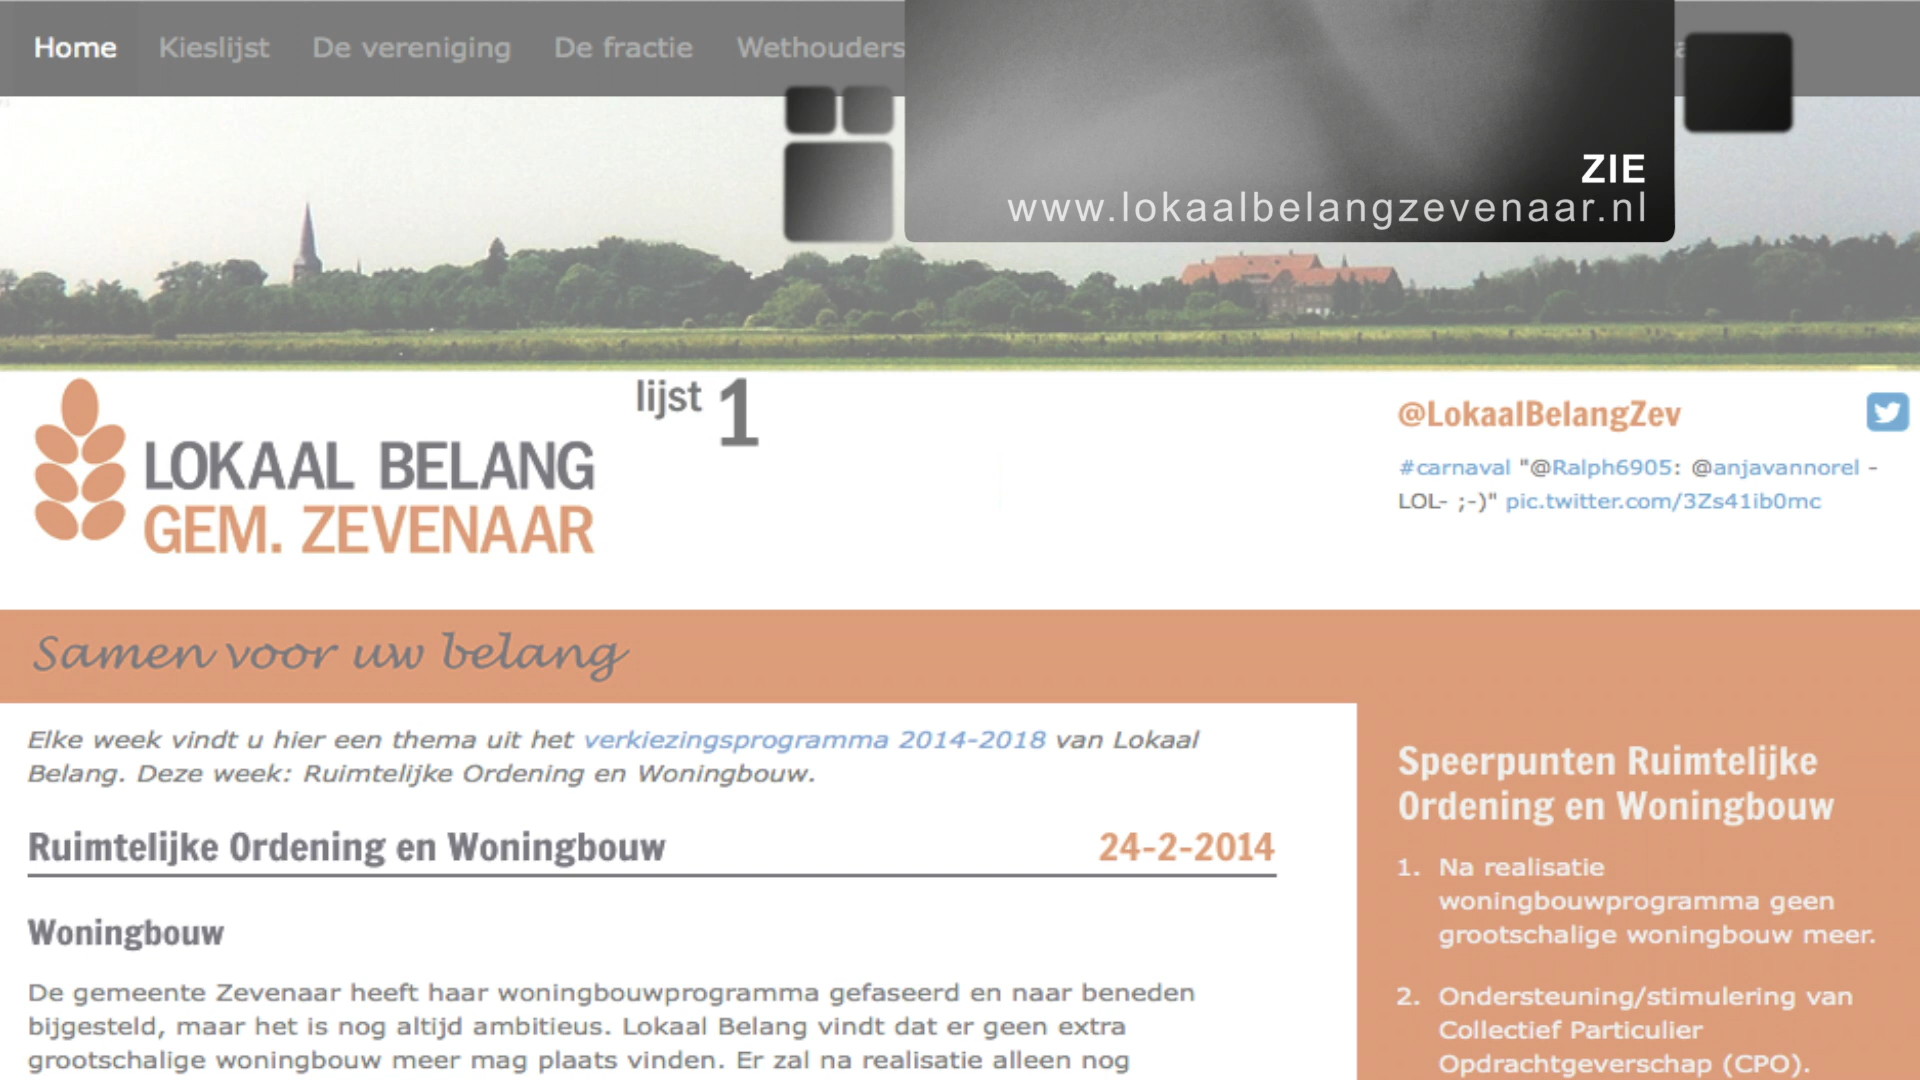 Home Kieslijst De vereniging De fractie Wethouders
ZIE
www.lokaalbelangzevenaar.nl
lijst 1
LOKAAL BELANG
GEM. ZEVENAAR
@LokaalBelangZev
#carnaval "@Ralph6905: @anjavannorel -
LOL- ;-)" pic.twitter.com/3Zs41ib0mc
Samen voor uw belang
Elke week vindt u hier een thema uit het verkiezingsprogramma 2014-2018 van Lokaal
Belang. Deze week: Ruimtelijke Ordening en Woningbouw.
Ruimtelijke Ordening en Woningbouw 24-2-2014
Woningbouw
De gemeente Zevenaar heeft haar woningbouwprogramma gefaseerd en naar beneden
bijgesteld, maar het is nog altijd ambitieus. Lokaal Belang vindt dat er geen extra
grootschalige woningbouw meer mag plaats vinden. Er zal na realisatie alleen nog
Speerpunten Ruimtelijke
Ordening en Woningbouw
1. Na realisatie
woningbouwprogramma geen
grootschalige woningbouw meer.
2. Ondersteuning/stimulering van
Collectief Particulier
Opdrachtgeverschap (CPO).